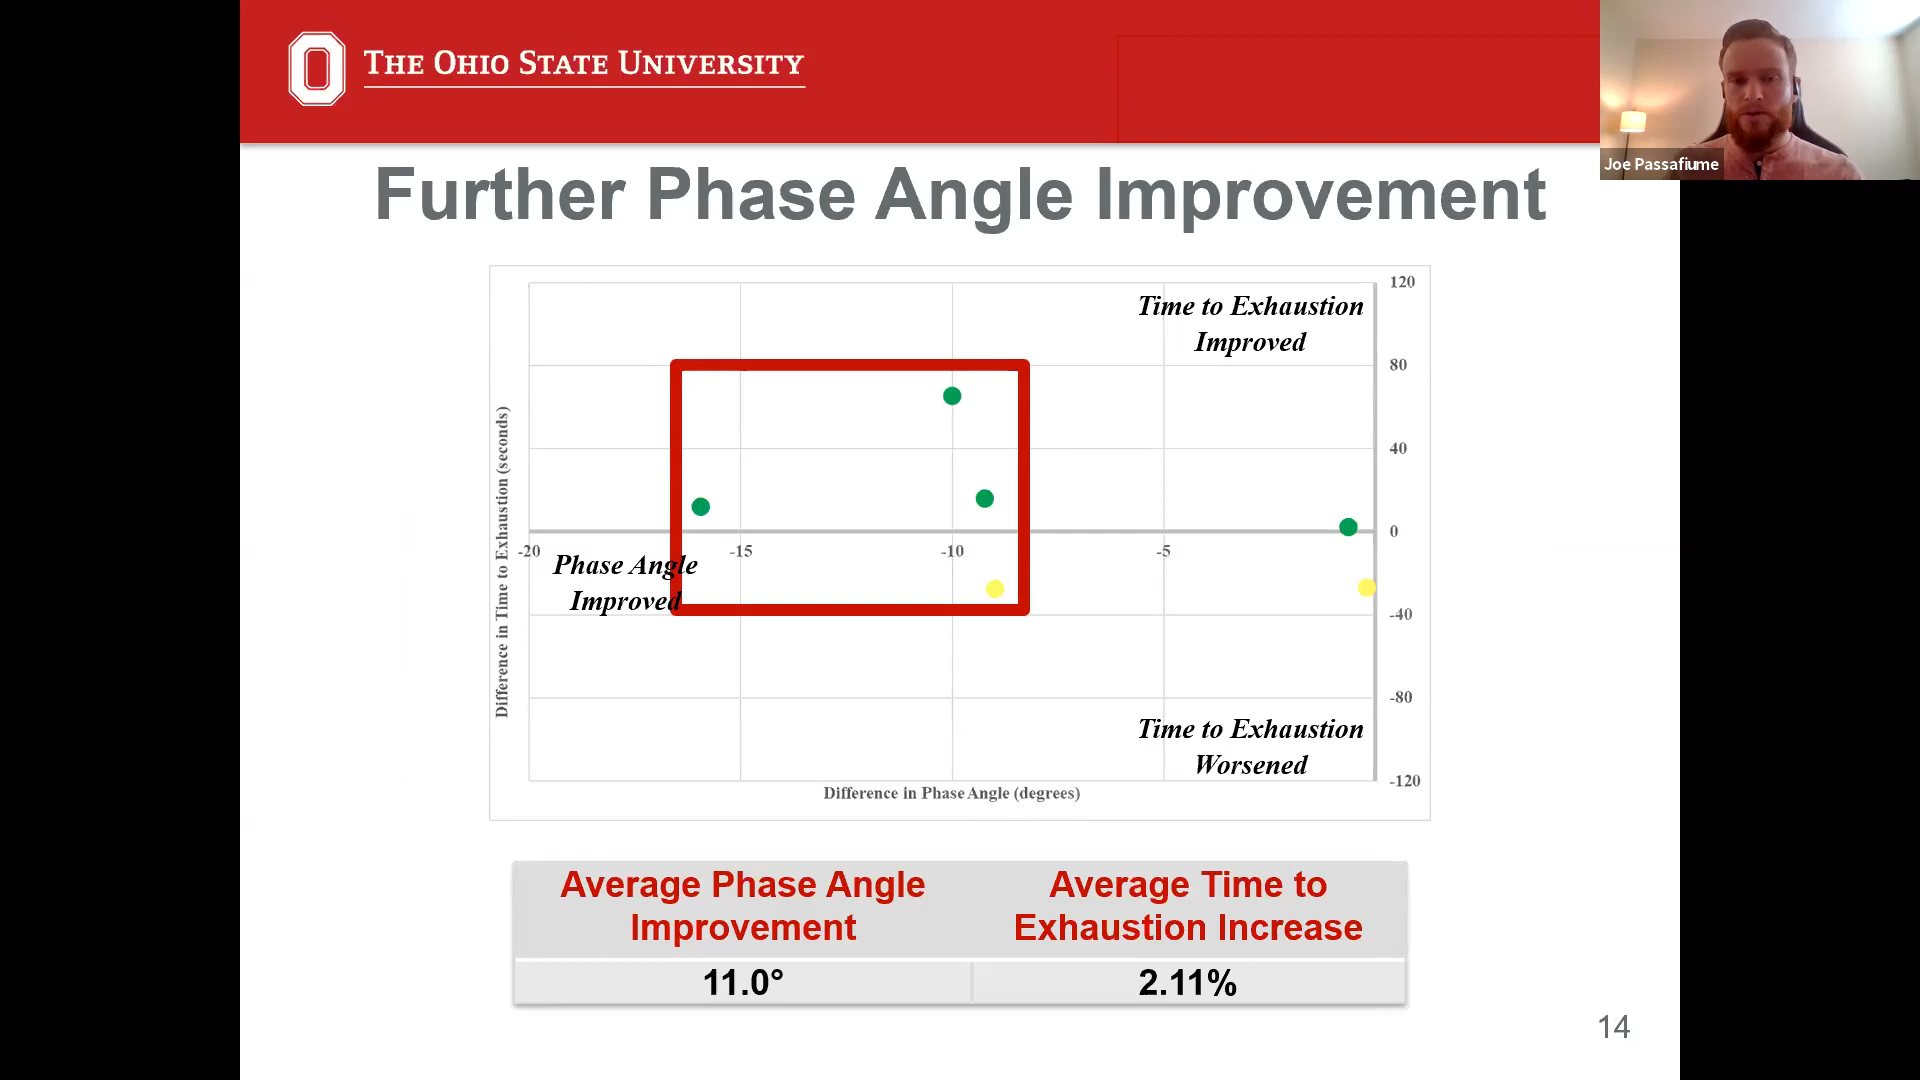 THE OHIO STATE UNIVERSITY
Joe Passafiume
Further Phase Angle Improvement
120
Time to Exhaustion
Improved
80
40
0
-20
-15
-10
-5
Phase Angle
Improved
-40
-80
Time to Exhaustion
Worsened
-120
Difference in Time to Exhaustion (seconds)
Difference in Phase Angle (degrees)
Average Phase Angle
Improvement
Average Time to
Exhaustion Increase
11.0°
2.11%
14